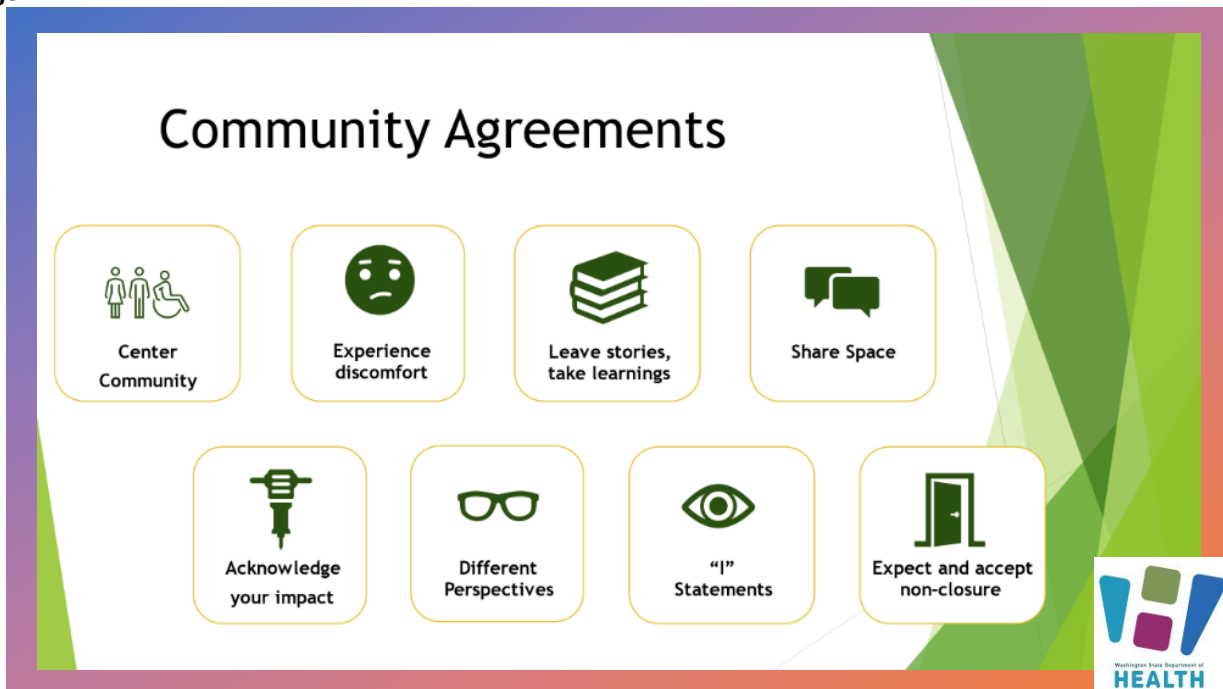 Community Agreements
Center
Community
Experience
discomfort
Leave stories,
take learnings
Share Space
Acknowledge
your impact
Different
Perspectives
“I”
Statements
Expect and accept
non-closure
Washington State Department of
HEALTH